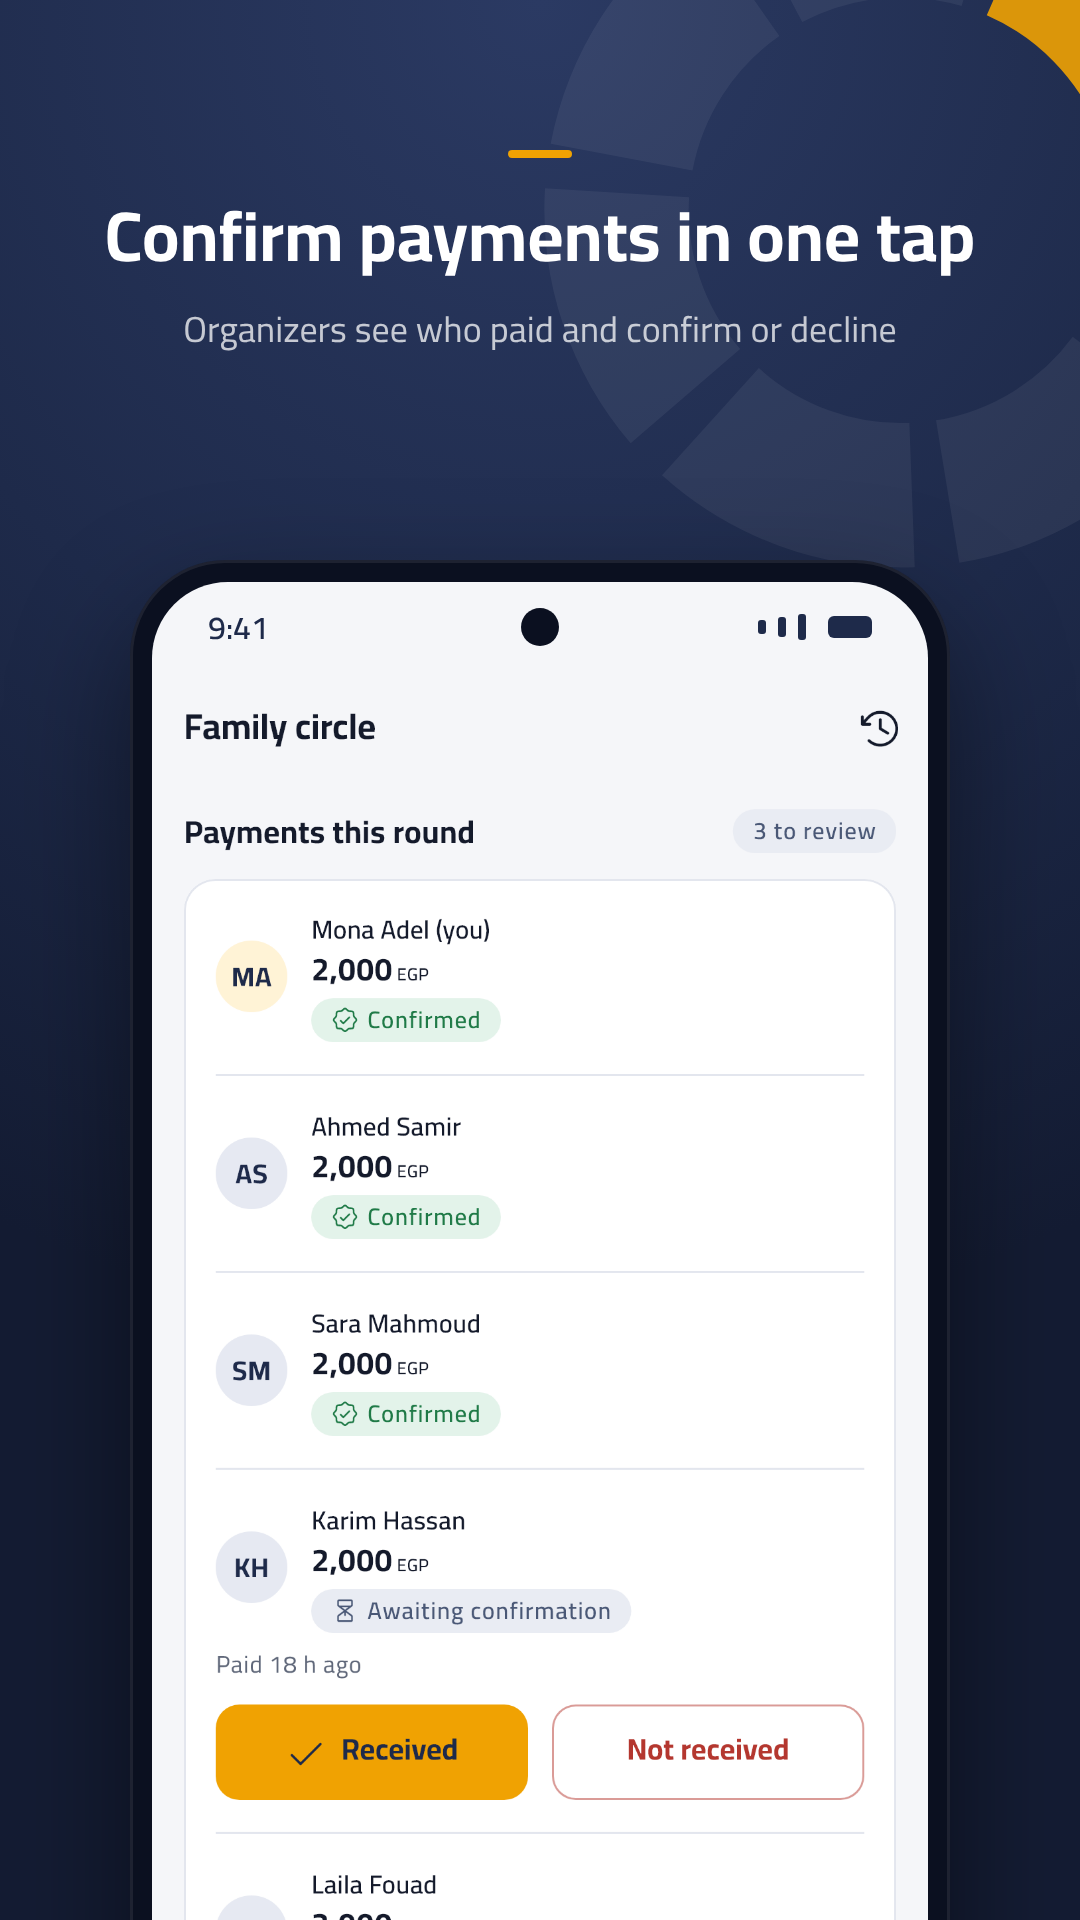 Confirm payments in one tap
Organizers see who paid and confirm or decline
9:41
Family circle
Payments this round
3 to review
MA
Mona Adel (you)
2,000 EGP
Confirmed
AS
Ahmed Samir
2,000 EGP
Confirmed
SM
Sara Mahmoud
2,000 EGP
Confirmed
KH
Karim Hassan
2,000 EGP
Awaiting confirmation
Paid 18 h ago
Received
Not received
Laila Fouad